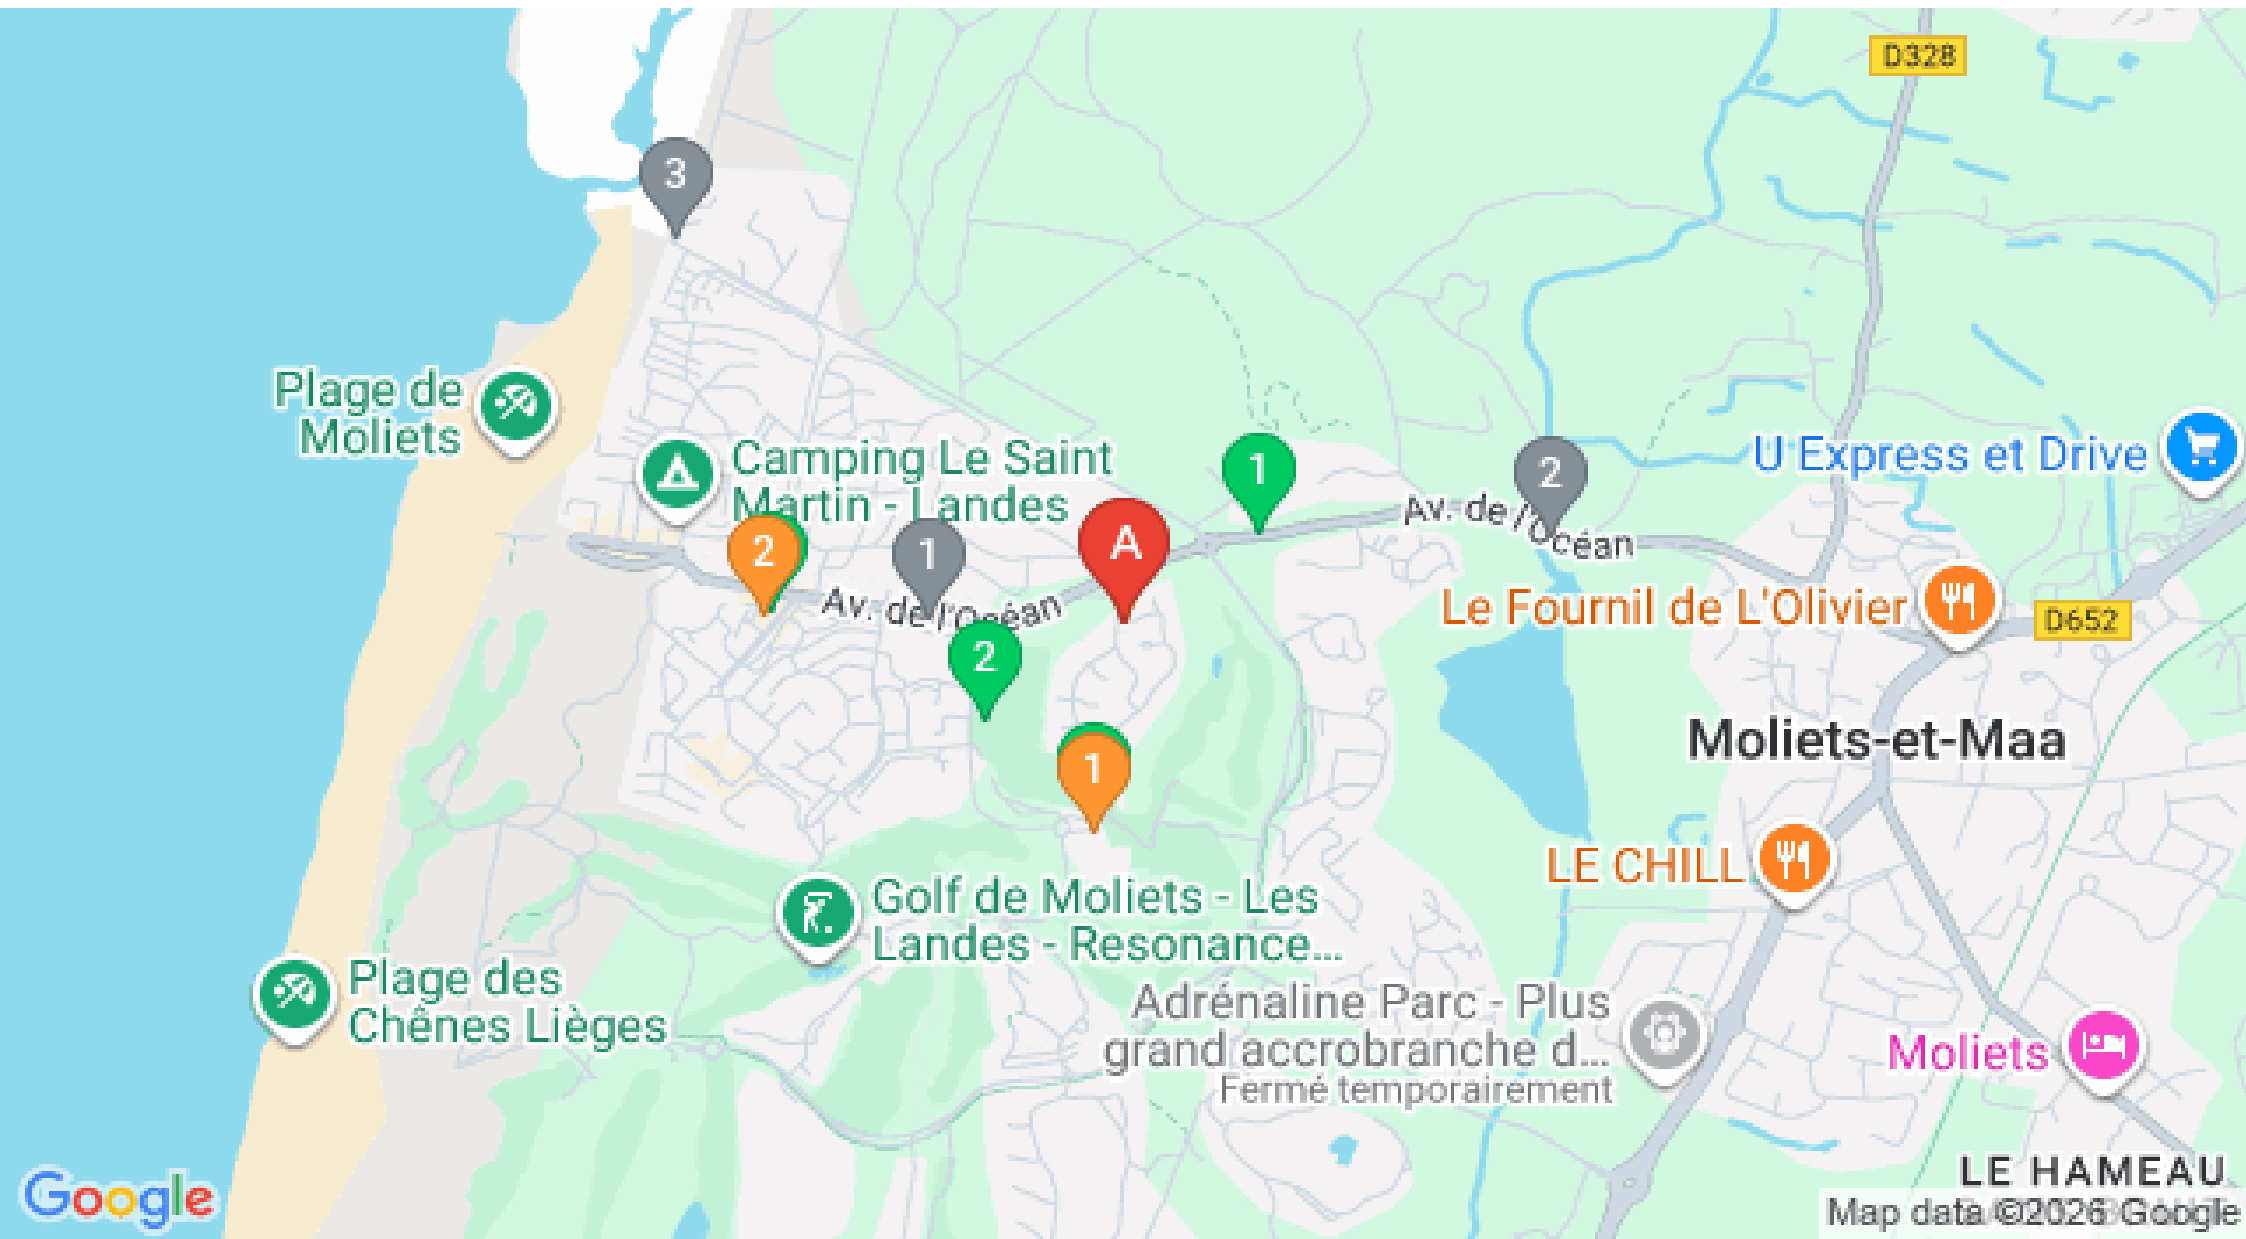 D328
3
Plage de
Moliets
Camping Le Saint
Martin - Landes
1
2
U Express et Drive
Av. de l'Océan
2
1
A
Av. de l'Océan
Le Fournil de L'Olivier
D652
2
Moliets-et-Maa
1
LE CHILL
Golf de Moliets - Les
Landes - Resonance...
Plage des
Chênes Lièges
Adrénaline Parc - Plus
grand accrobranche d...
Fermé temporairement
Moliets
LE HAMEAU
Google
Map data ©2026 Google